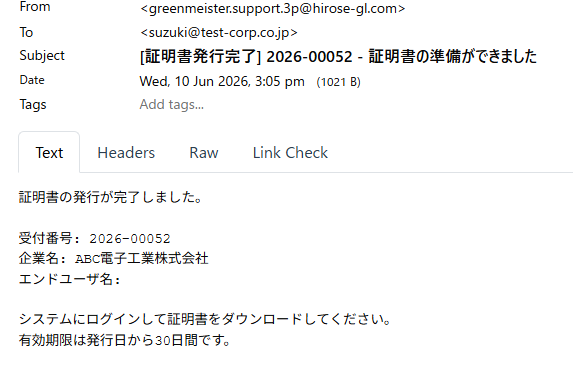 From <greenmeister.support.3p@hirose-gl.com>
To <suzuki@test-corp.co.jp>
Subject [証明書発行完了] 2026-00052 - 証明書の準備ができました
Date Wed, 10 Jun 2026, 3:05 pm (1021 B)
Tags Add tags...
Text Headers Raw Link Check
証明書の発行が完了しました。
受付番号: 2026-00052
企業名: ABC電子工業株式会社
エンドユーザ名:
システムにログインして証明書をダウンロードしてください。
有効期限は発行日から30日間です。